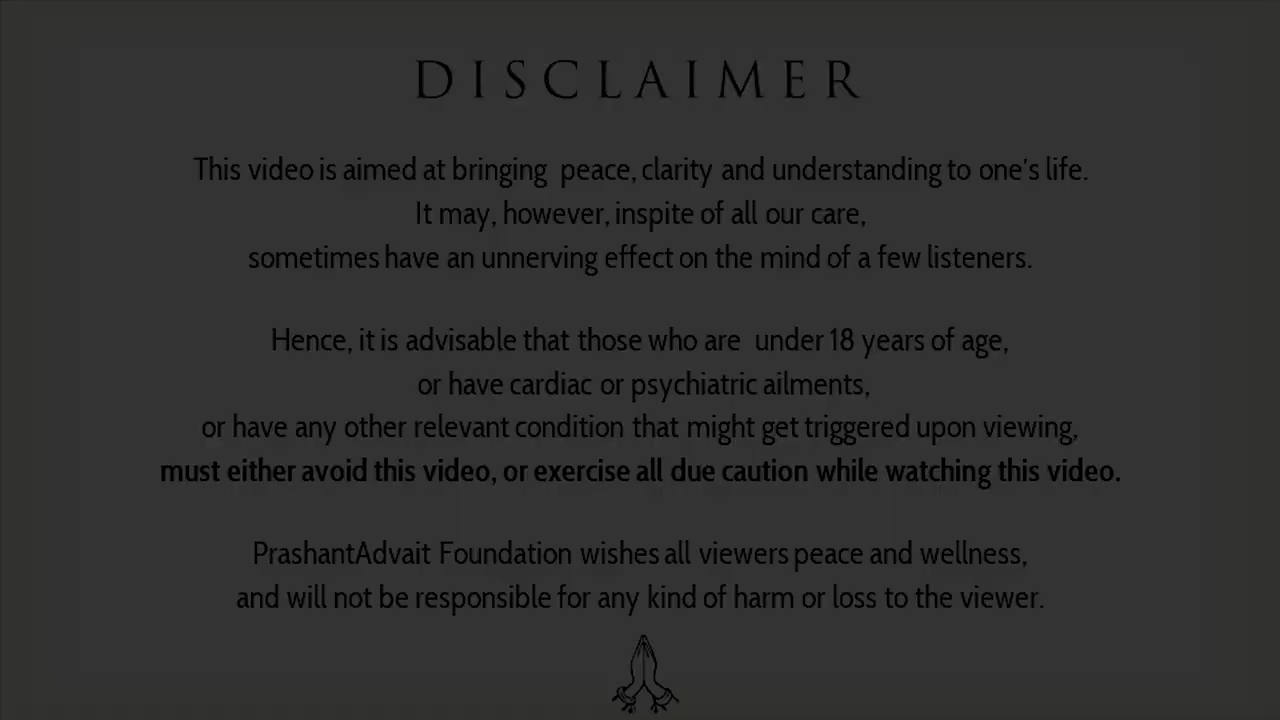 DISCLAIMER
This video is aimed at bringing peace, clarity and understanding to one's life.
It may, however, inspite of all our care,
sometimes have an unnerving effect on the mind of a few listeners.
Hence, it is advisable that those who are under 18 years of age,
or have cardiac or psychiatric ailments,
or have any other relevant condition that might get triggered upon viewing,
must either avoid this video, or exercise all due caution while watching this video.
PrashantAdvait Foundation wishes all viewers peace and wellness,
and will not be responsible for any kind of harm or loss to the viewer.